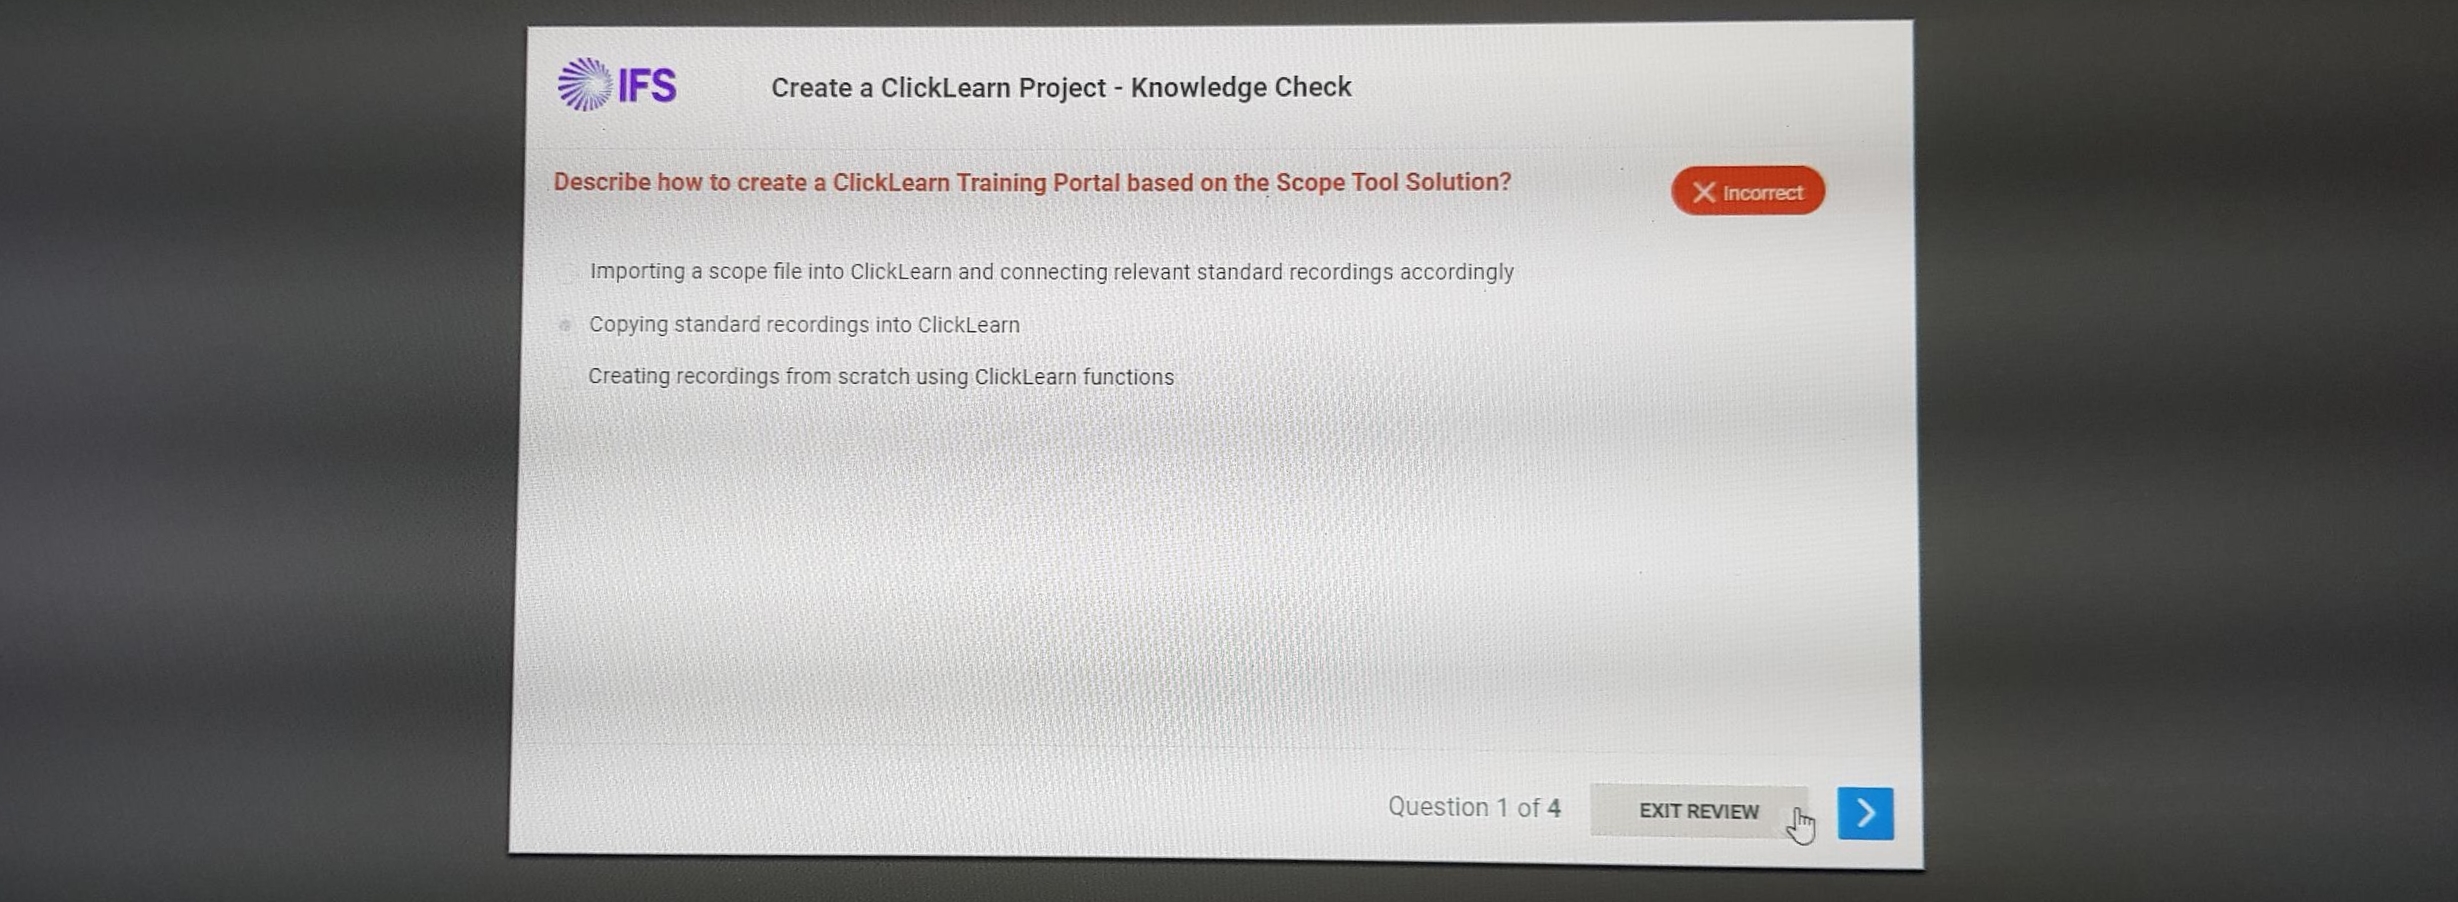 IFS
Create a ClickLearn Project - Knowledge Check
Describe how to create a ClickLearn Training Portal based on the Scope Tool Solution?
Incorrect
Importing a scope file into ClickLearn and connecting relevant standard recordings accordingly
Copying standard recordings into ClickLearn
Creating recordings from scratch using ClickLearn functions
Question 1 of 4
EXIT REVIEW